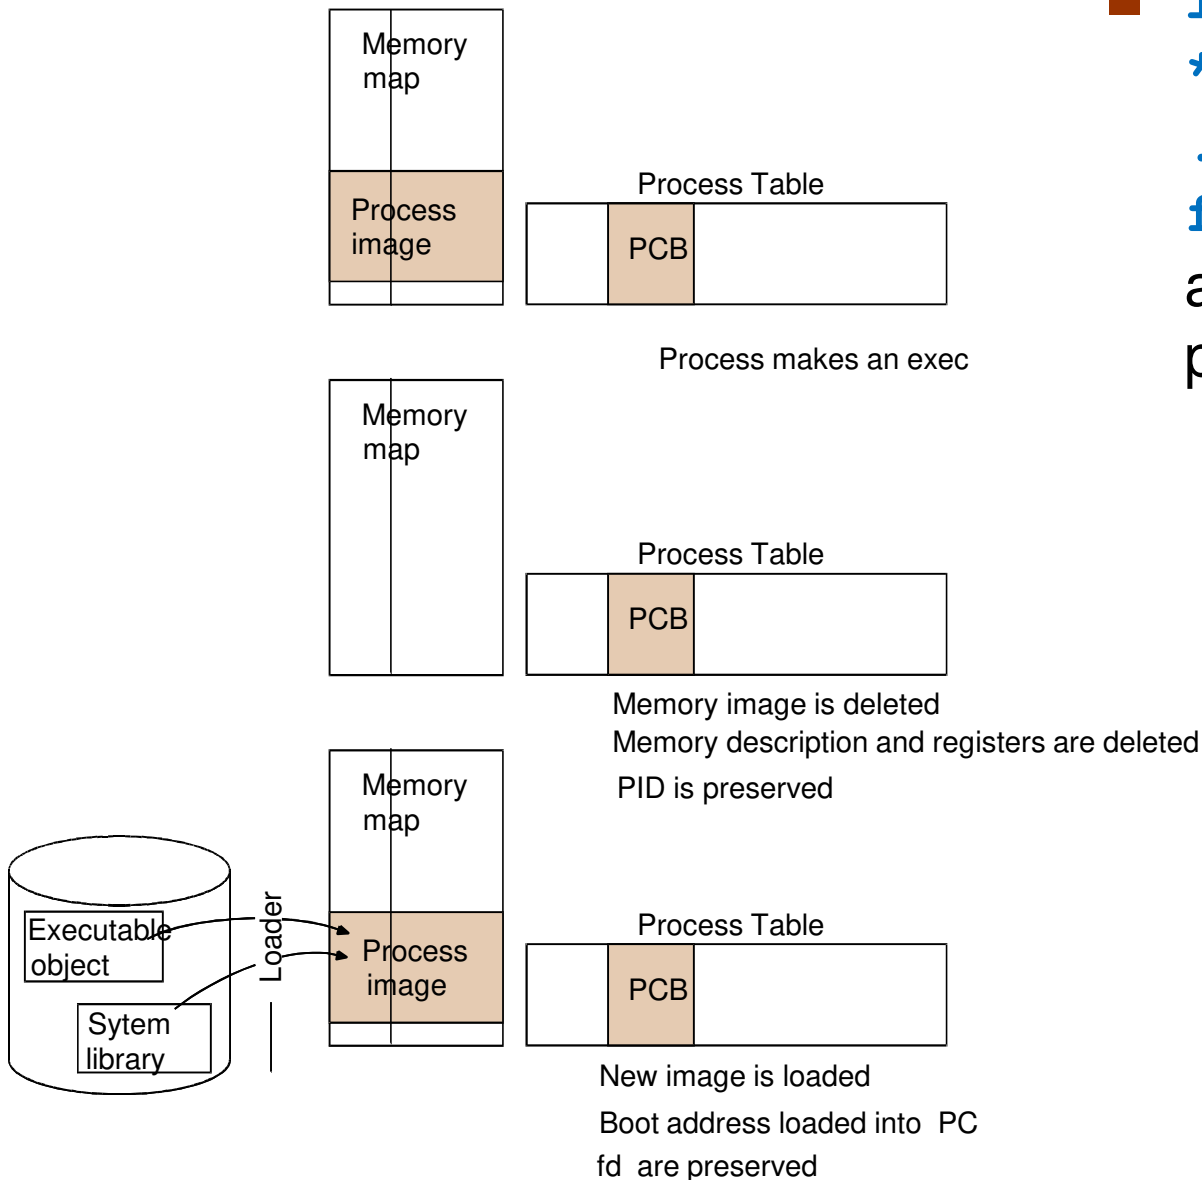 Memory
map
Process
image
Process Table
PCB
Process makes an exec
Memory
map
Process Table
PCB
Memory image is deleted
Memory description and registers are deleted
PID is preserved
Memory
map
Executable
object
Sytem
library
Loader
Process
image
Process Table
PCB
New image is loaded
Boot address loaded into PC
fd are preserved